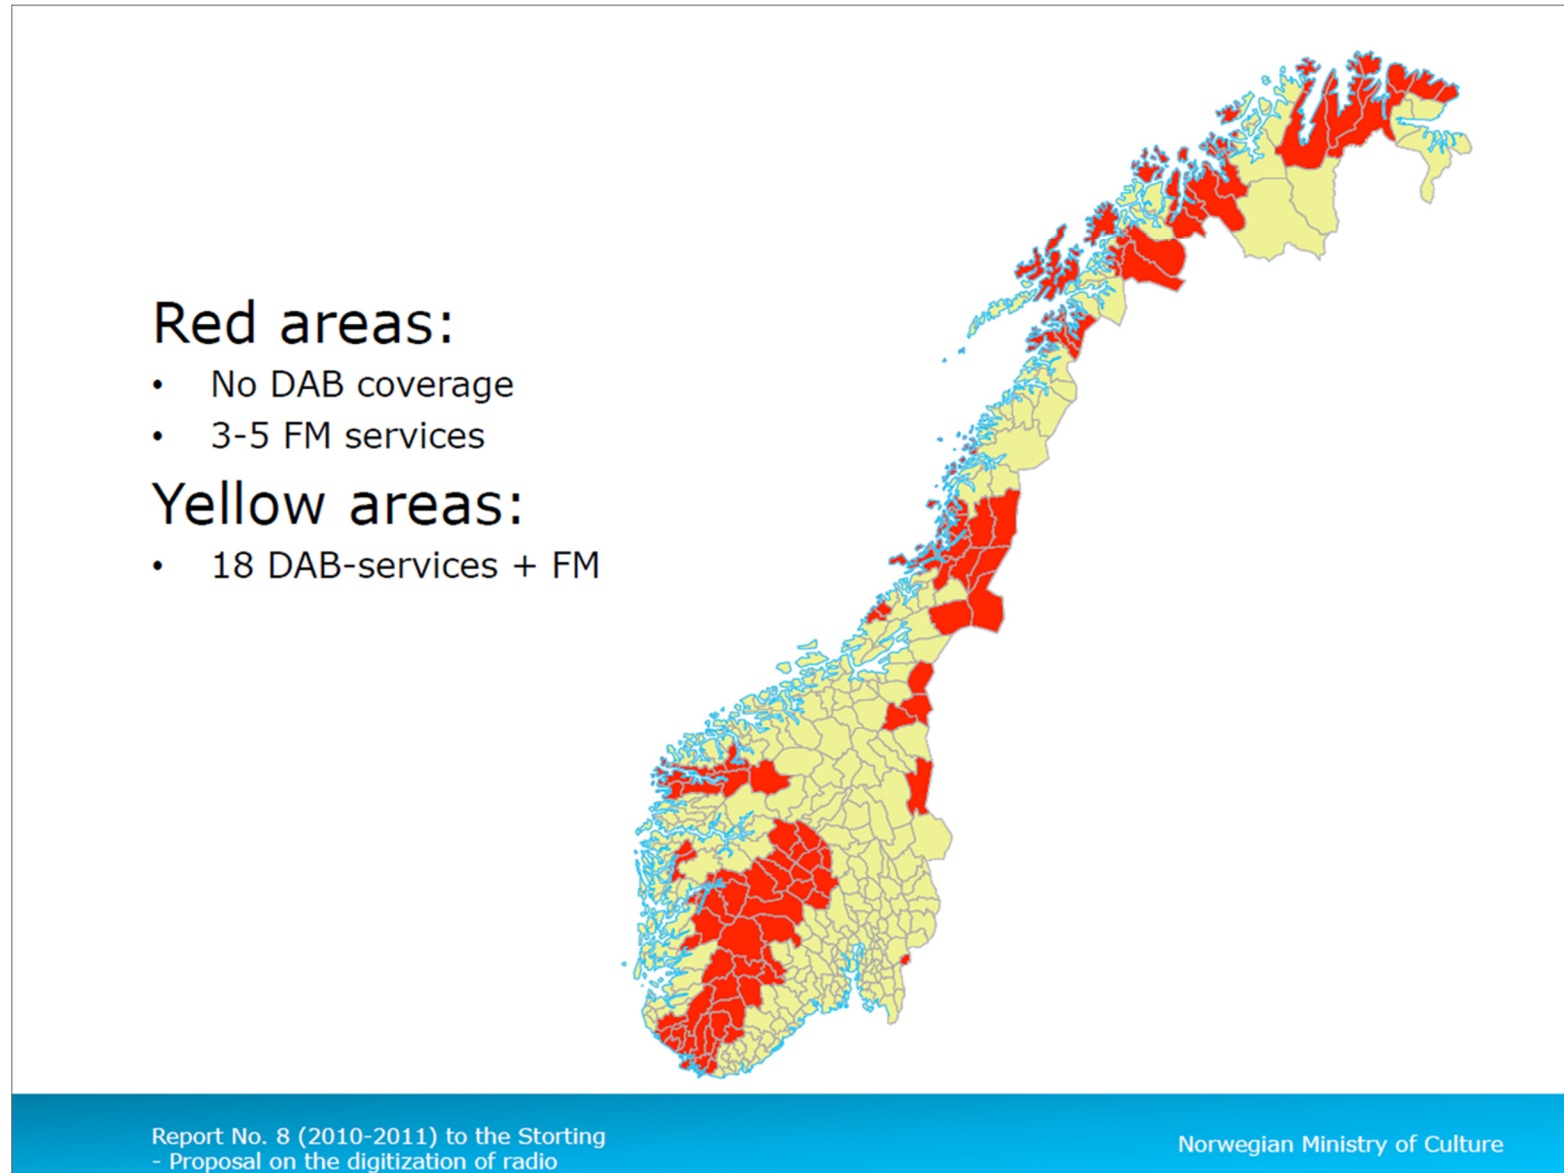 Red areas:
• No DAB coverage
• 3-5 FM services
Yellow areas:
• 18 DAB-services + FM
Report No. 8 (2010-2011) to the Storting
- Proposal on the digitization of radio
Norwegian Ministry of Culture